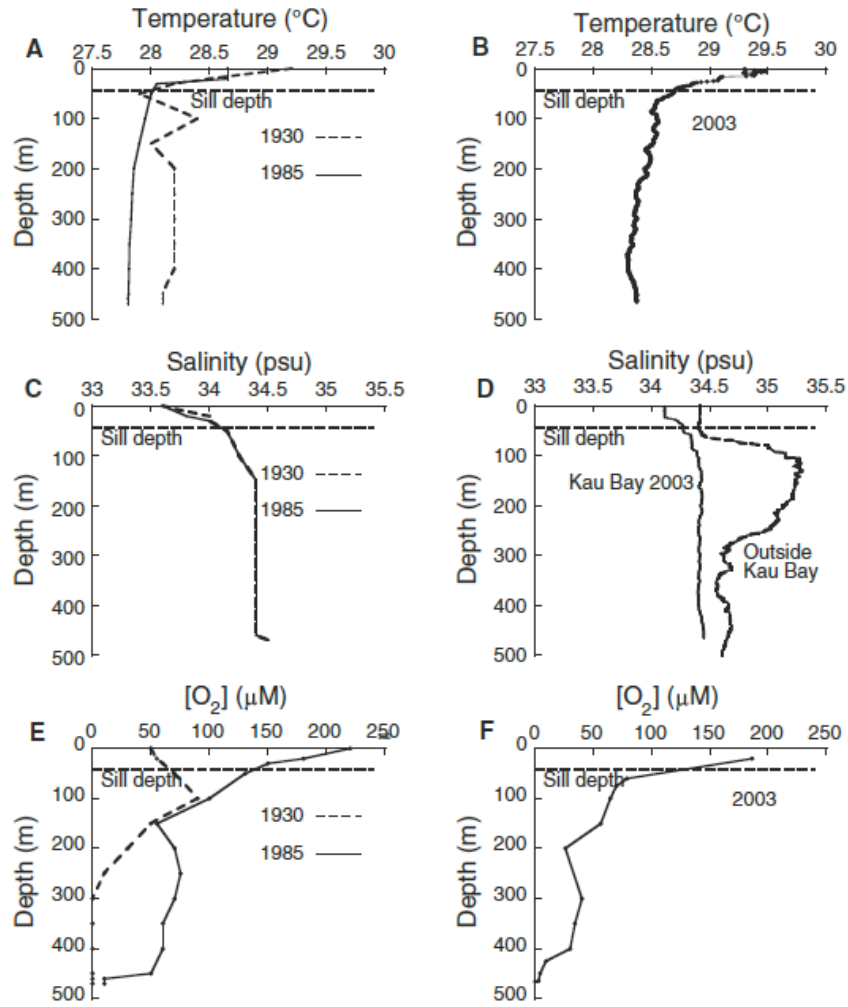 Temperature (°C)
A
27.5 28 28.5 29 29.5 30
0
100
200
300
400
500
Depth (m)
Sill depth
1930
1985
Temperature (°C)
B
27.5 28 28.5 29 29.5 30
0
100
200
300
400
500
Depth (m)
Sill depth
2003
Salinity (psu)
C
33 33.5 34 34.5 35 35.5
0
100
200
300
400
500
Depth (m)
Sill depth
1930
1985
Salinity (psu)
D
33 33.5 34 34.5 35 35.5
0
100
200
300
400
500
Depth (m)
Sill depth
Kau Bay 2003
Outside
Kau Bay
[O₂] (μM)
E
0 50 100 150 200 250
0
100
200
300
400
500
Depth (m)
Sill depth
1930
1985
[O₂] (μM)
F
0 50 100 150 200 250
0
100
200
300
400
500
Depth (m)
Sill depth
2003